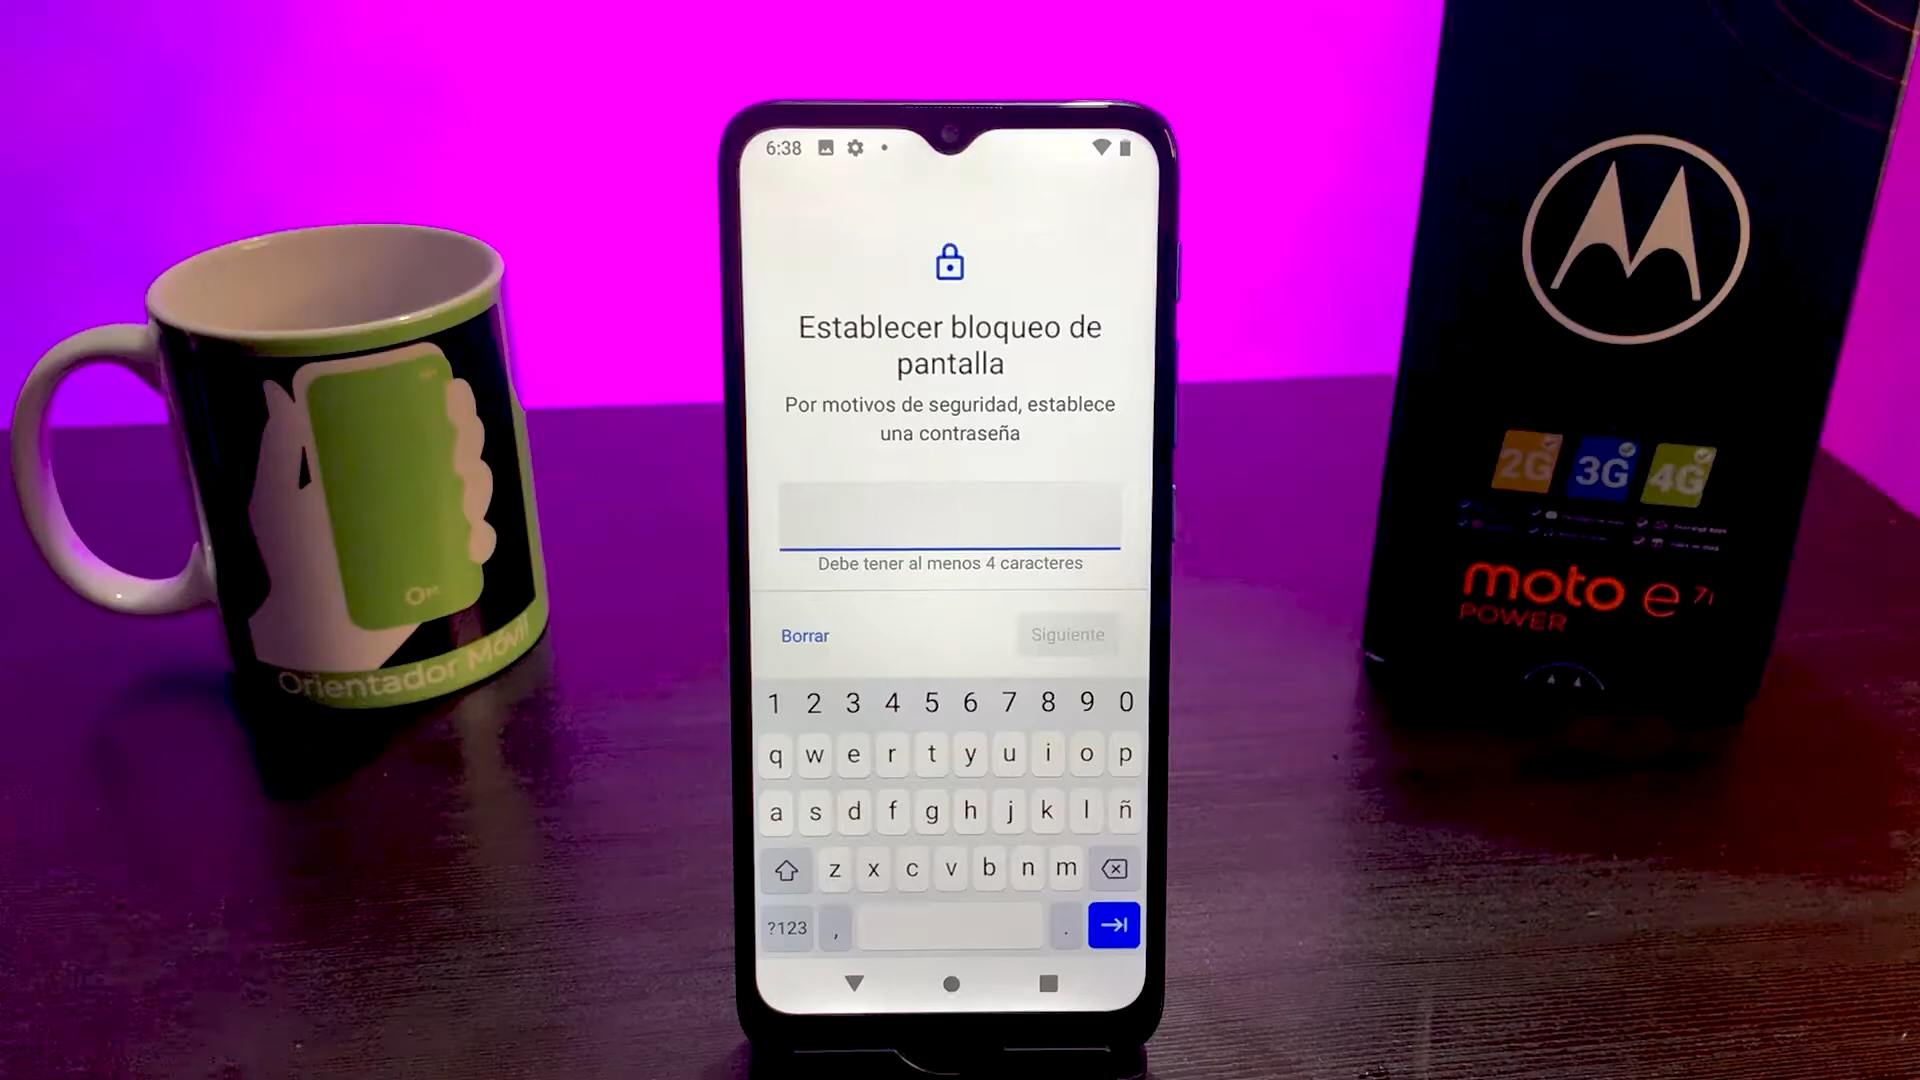 6:38
Establecer bloqueo de
pantalla
Por motivos de seguridad, establece
una contraseña
Debe tener al menos 4 caracteres
Borrar
Siguiente
1 2 3 4 5 6 7 8 9 0
q w e r t y u i o p
a s d f g h j k l ñ
z x c v b n m
?123 , .
Orientador Móvil
2G 3G 4G
moto e 7i
POWER